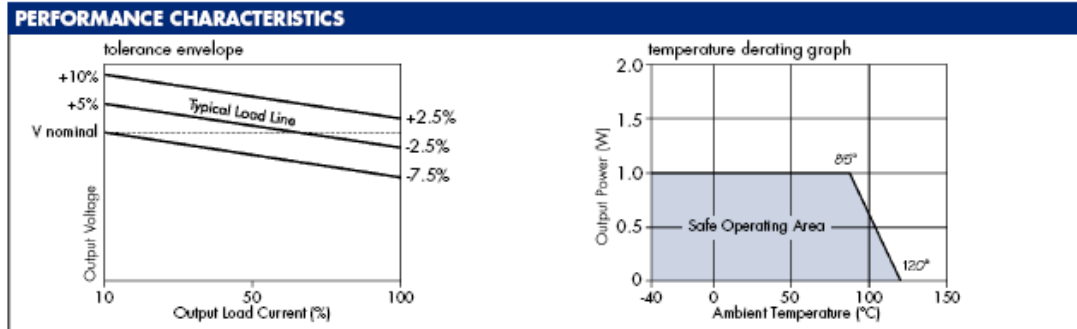 PERFORMANCE CHARACTERISTICS
tolerance envelope
+10%
+5%
V nominal
Typical Load Line
+2.5%
-2.5%
-7.5%
Output Voltage
10
50
100
Output Load Current (%)
temperature derating graph
2.0
1.5
1.0
0.5
0
Output Power (W)
85°
Safe Operating Area
120°
-40
0
50
100
150
Ambient Temperature (°C)